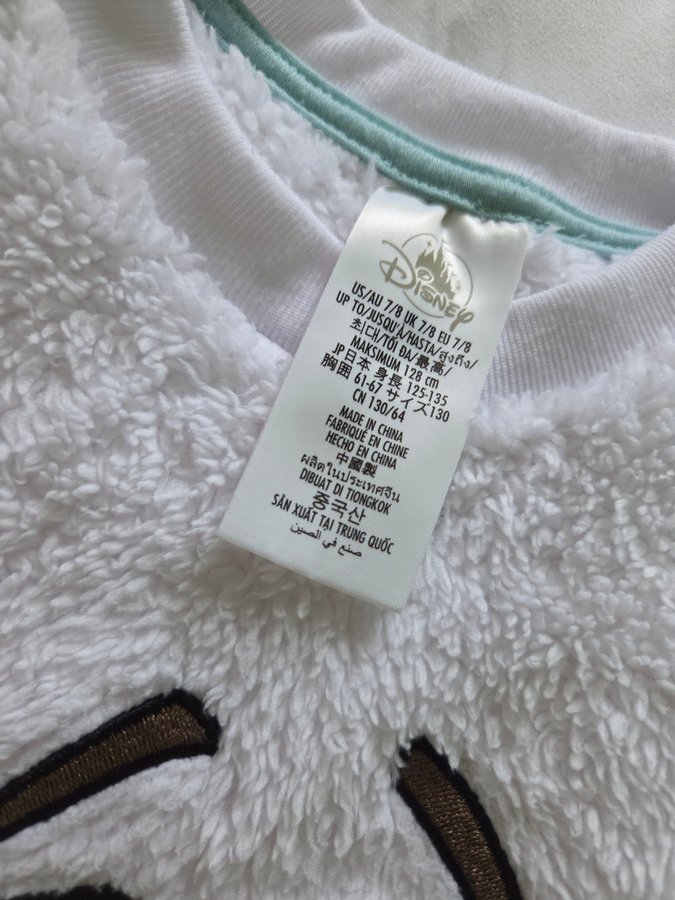 Disney
US/AU 7/8 UK 7/8 EU 7/8
UP TO/JUSQU'À/HASTA/สูงถึง/
초|대/TỐI ĐA/最高/
MAKSIMUM 128 cm
JP日本 身長 125-135
胸囲 61-67 サイズ130
CN 130/64
MADE IN CHINA
FABRIQUÉ EN CHINE
HECHO EN CHINA
中國製
ผลิตในประเทศจีน
DIBUAT DI TIONGKOK
중국산
SẢN XUẤT TẠI TRUNG QUỐC
صنع في الصين